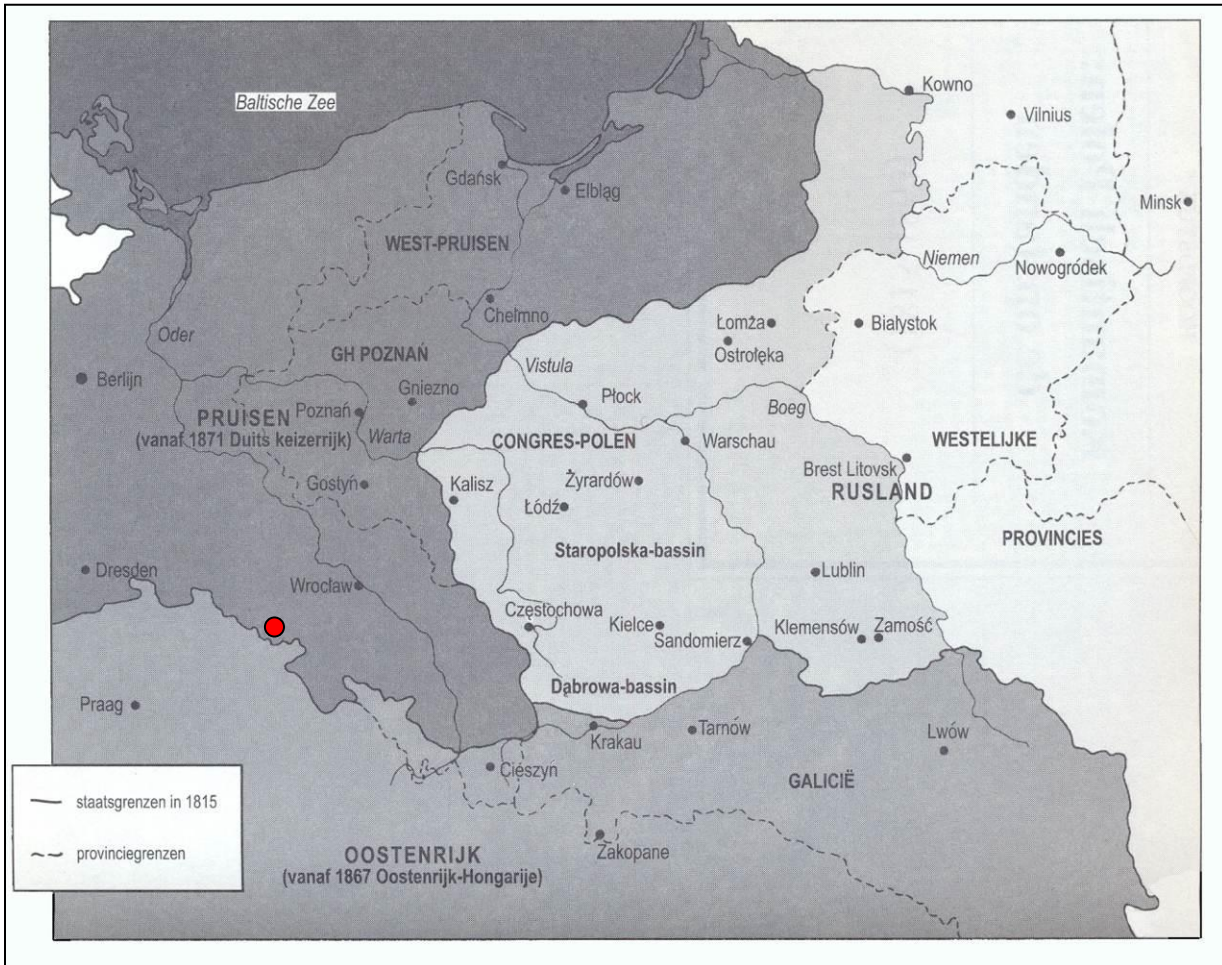 Baltische Zee
Kowno
Vilnius
Gdańsk
Elbląg
Minsk
WEST-PRUISEN
Niemen
Nowogródek
Chełmno
Oder
Łomża
Białystok
Ostrołęka
GH POZNAŃ
Vistula
Berlijn
Gniezno
Płock
Boeg
Poznań
PRUISEN
(vanaf 1871 Duits keizerrijk)
Warta
CONGRES-POLEN
Warschau
WESTELIJKE
Brest Litovsk
Gostyń
Kalisz
Żyrardów
RUSLAND
Łódź
PROVINCIES
Staropolska-bassin
Dresden
Wrocław
Lublin
Częstochowa
Kielce
Sandomierz
Klemensów
Zamość
Dąbrowa-bassin
Praag
Krakau
Tarnów
Lwów
Cieszyń
GALICIË
staatsgrenzen in 1815
provinciegrenzen
Zakopane
OOSTENRIJK
(vanaf 1867 Oostenrijk-Hongarije)